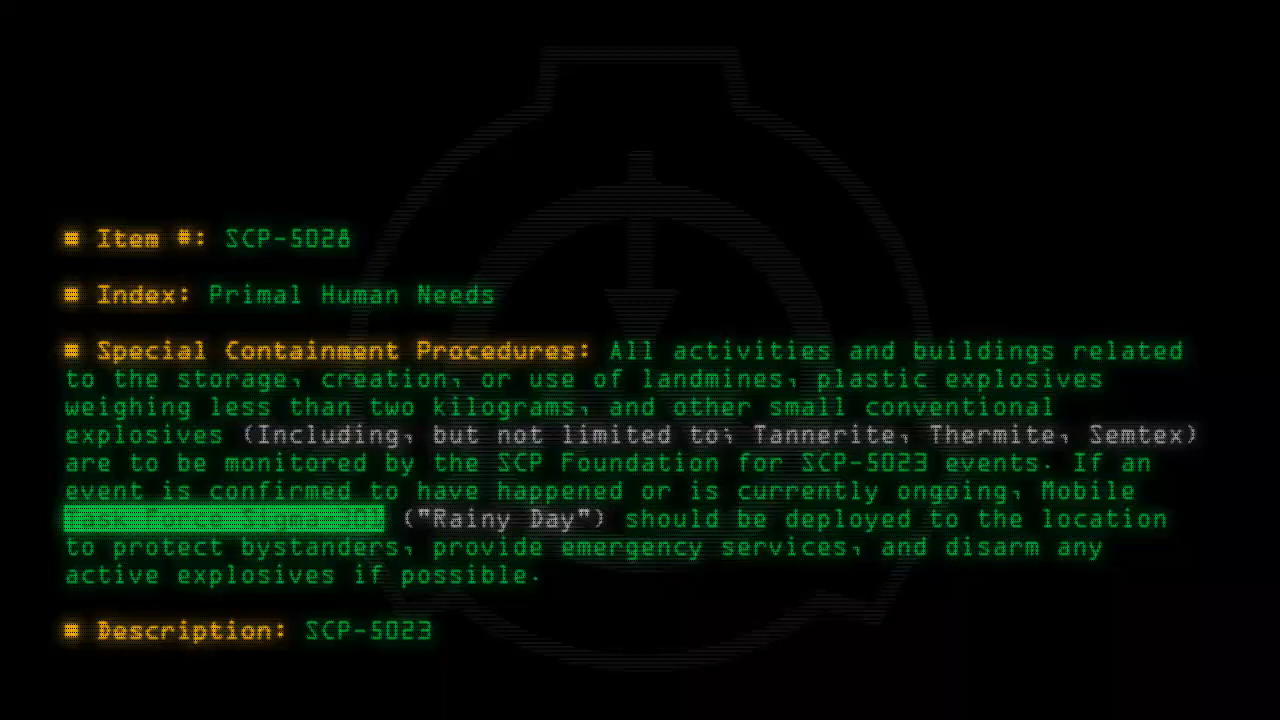 ■ Item #: SCP-5028
■ Index: Primal Human Needs
■ Special Containment Procedures: All activities and buildings related
to the storage, creation, or use of landmines, plastic explosives
weighing less than two kilograms, and other small conventional
explosives (Including, but not limited to; Tannerite, Thermite, Semtex)
are to be monitored by the SCP Foundation for SCP-5023 events. If an
event is confirmed to have happened or is currently ongoing, Mobile
Task Force Sigma- ("Rainy Day") should be deployed to the location
to protect bystanders, provide emergency services, and disarm any
active explosives if possible.
■ Description: SCP-5023